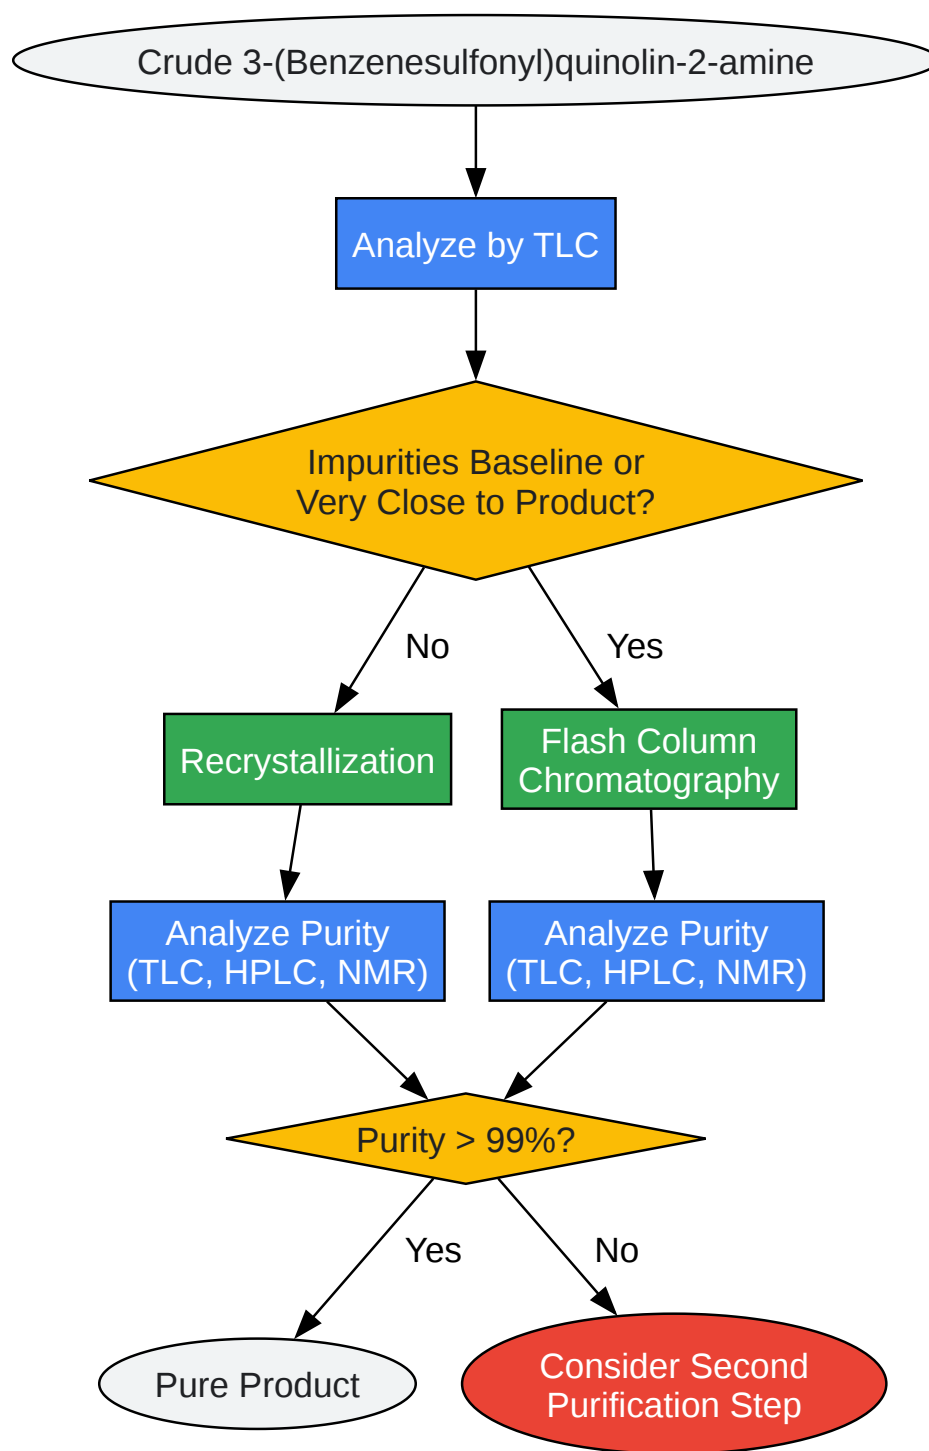 Crude 3-(Benzenesulfonyl)quinolin-2-amine
Analyze by TLC
Impurities Baseline or
Very Close to Product?
No
Yes
Recrystallization
Flash Column
Chromatography
Analyze Purity
(TLC, HPLC, NMR)
Analyze Purity
(TLC, HPLC, NMR)
Purity > 99%?
Yes
No
Pure Product
Consider Second
Purification Step